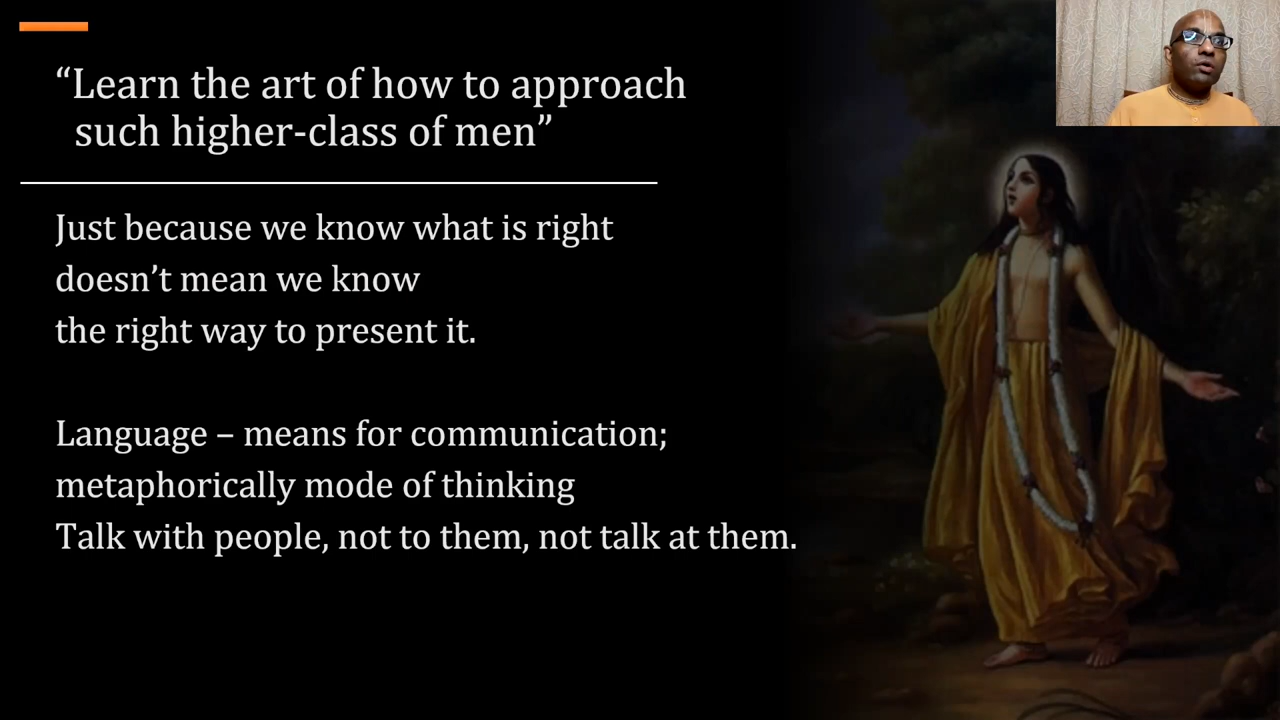 “Learn the art of how to approach
such higher-class of men”
Just because we know what is right
doesn’t mean we know
the right way to present it.
Language – means for communication;
metaphorically mode of thinking
Talk with people, not to them, not talk at them.